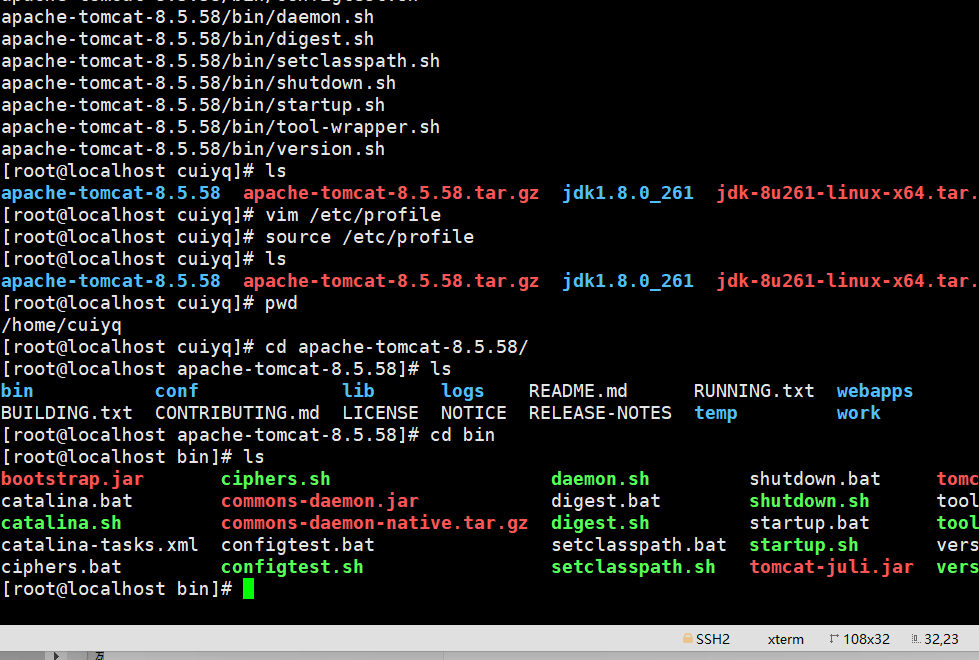 apache-tomcat-8.5.58/bin/configtest.sh
apache-tomcat-8.5.58/bin/daemon.sh
apache-tomcat-8.5.58/bin/digest.sh
apache-tomcat-8.5.58/bin/setclasspath.sh
apache-tomcat-8.5.58/bin/shutdown.sh
apache-tomcat-8.5.58/bin/startup.sh
apache-tomcat-8.5.58/bin/tool-wrapper.sh
apache-tomcat-8.5.58/bin/version.sh
[root@localhost cuiyq]# ls
apache-tomcat-8.5.58  apache-tomcat-8.5.58.tar.gz  jdk1.8.0_261  jdk-8u261-linux-x64.tar.
[root@localhost cuiyq]# vim /etc/profile
[root@localhost cuiyq]# source /etc/profile
[root@localhost cuiyq]# ls
apache-tomcat-8.5.58  apache-tomcat-8.5.58.tar.gz  jdk1.8.0_261  jdk-8u261-linux-x64.tar.
[root@localhost cuiyq]# pwd
/home/cuiyq
[root@localhost cuiyq]# cd apache-tomcat-8.5.58/
[root@localhost apache-tomcat-8.5.58]# ls
bin           conf             lib      logs    README.md      RUNNING.txt  webapps
BUILDING.txt  CONTRIBUTING.md  LICENSE  NOTICE  RELEASE-NOTES  temp         work
[root@localhost apache-tomcat-8.5.58]# cd bin
[root@localhost bin]# ls
bootstrap.jar       ciphers.sh                    daemon.sh         shutdown.bat     tomc
catalina.bat        commons-daemon.jar            digest.bat        shutdown.sh      tool
catalina.sh         commons-daemon-native.tar.gz  digest.sh         startup.bat      tool
catalina-tasks.xml  configtest.bat                setclasspath.bat  startup.sh       vers
ciphers.bat         configtest.sh                 setclasspath.sh   tomcat-juli.jar  vers
[root@localhost bin]#
SSH2 xterm 108x32 32,23